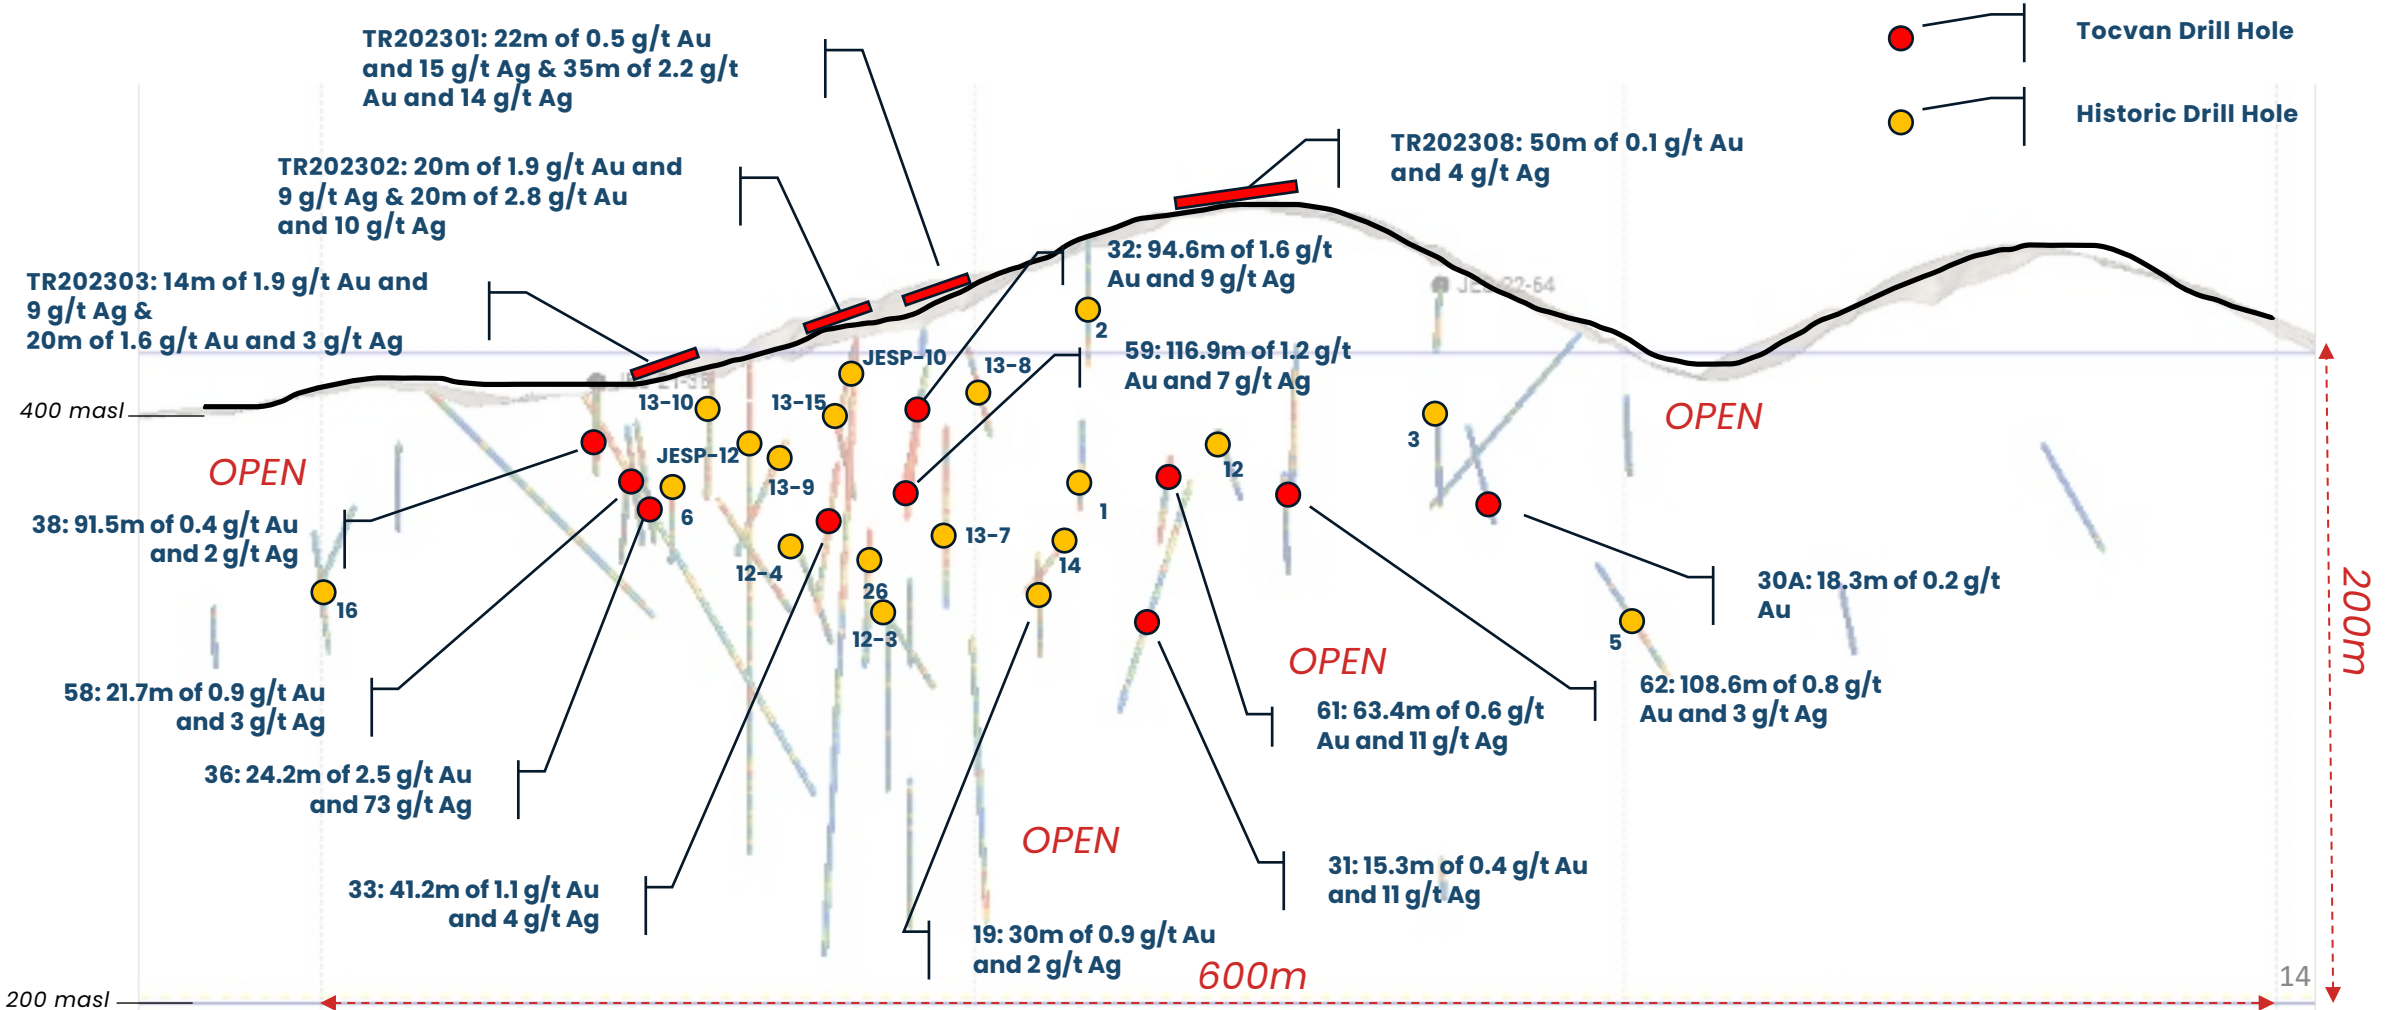 TR202301: 22m of 0.5 g/t Au
and 15 g/t Ag & 35m of 2.2 g/t
Au and 14 g/t Ag
Tocvan Drill Hole
Historic Drill Hole
TR202302: 20m of 1.9 g/t Au and
9 g/t Ag & 20m of 2.8 g/t Au
and 10 g/t Ag
TR202308: 50m of 0.1 g/t Au
and 4 g/t Ag
TR202303: 14m of 1.9 g/t Au and
9 g/t Ag &
20m of 1.6 g/t Au and 3 g/t Ag
32: 94.6m of 1.6 g/t
Au and 9 g/t Ag
2
59: 116.9m of 1.2 g/t
Au and 7 g/t Ag
JESP-10
13-8
13-10
13-15
400 masl
OPEN
OPEN
JESP-12
13-9
6
3
12
1
38: 91.5m of 0.4 g/t Au
and 2 g/t Ag
13-7
12-4
26
14
16
12-3
5
30A: 18.3m of 0.2 g/t
Au
200m
OPEN
58: 21.7m of 0.9 g/t Au
and 3 g/t Ag
62: 108.6m of 0.8 g/t
Au and 3 g/t Ag
61: 63.4m of 0.6 g/t
Au and 11 g/t Ag
36: 24.2m of 2.5 g/t Au
and 73 g/t Ag
OPEN
33: 41.2m of 1.1 g/t Au
and 4 g/t Ag
31: 15.3m of 0.4 g/t Au
and 11 g/t Ag
19: 30m of 0.9 g/t Au
and 2 g/t Ag
600m
14
200 masl